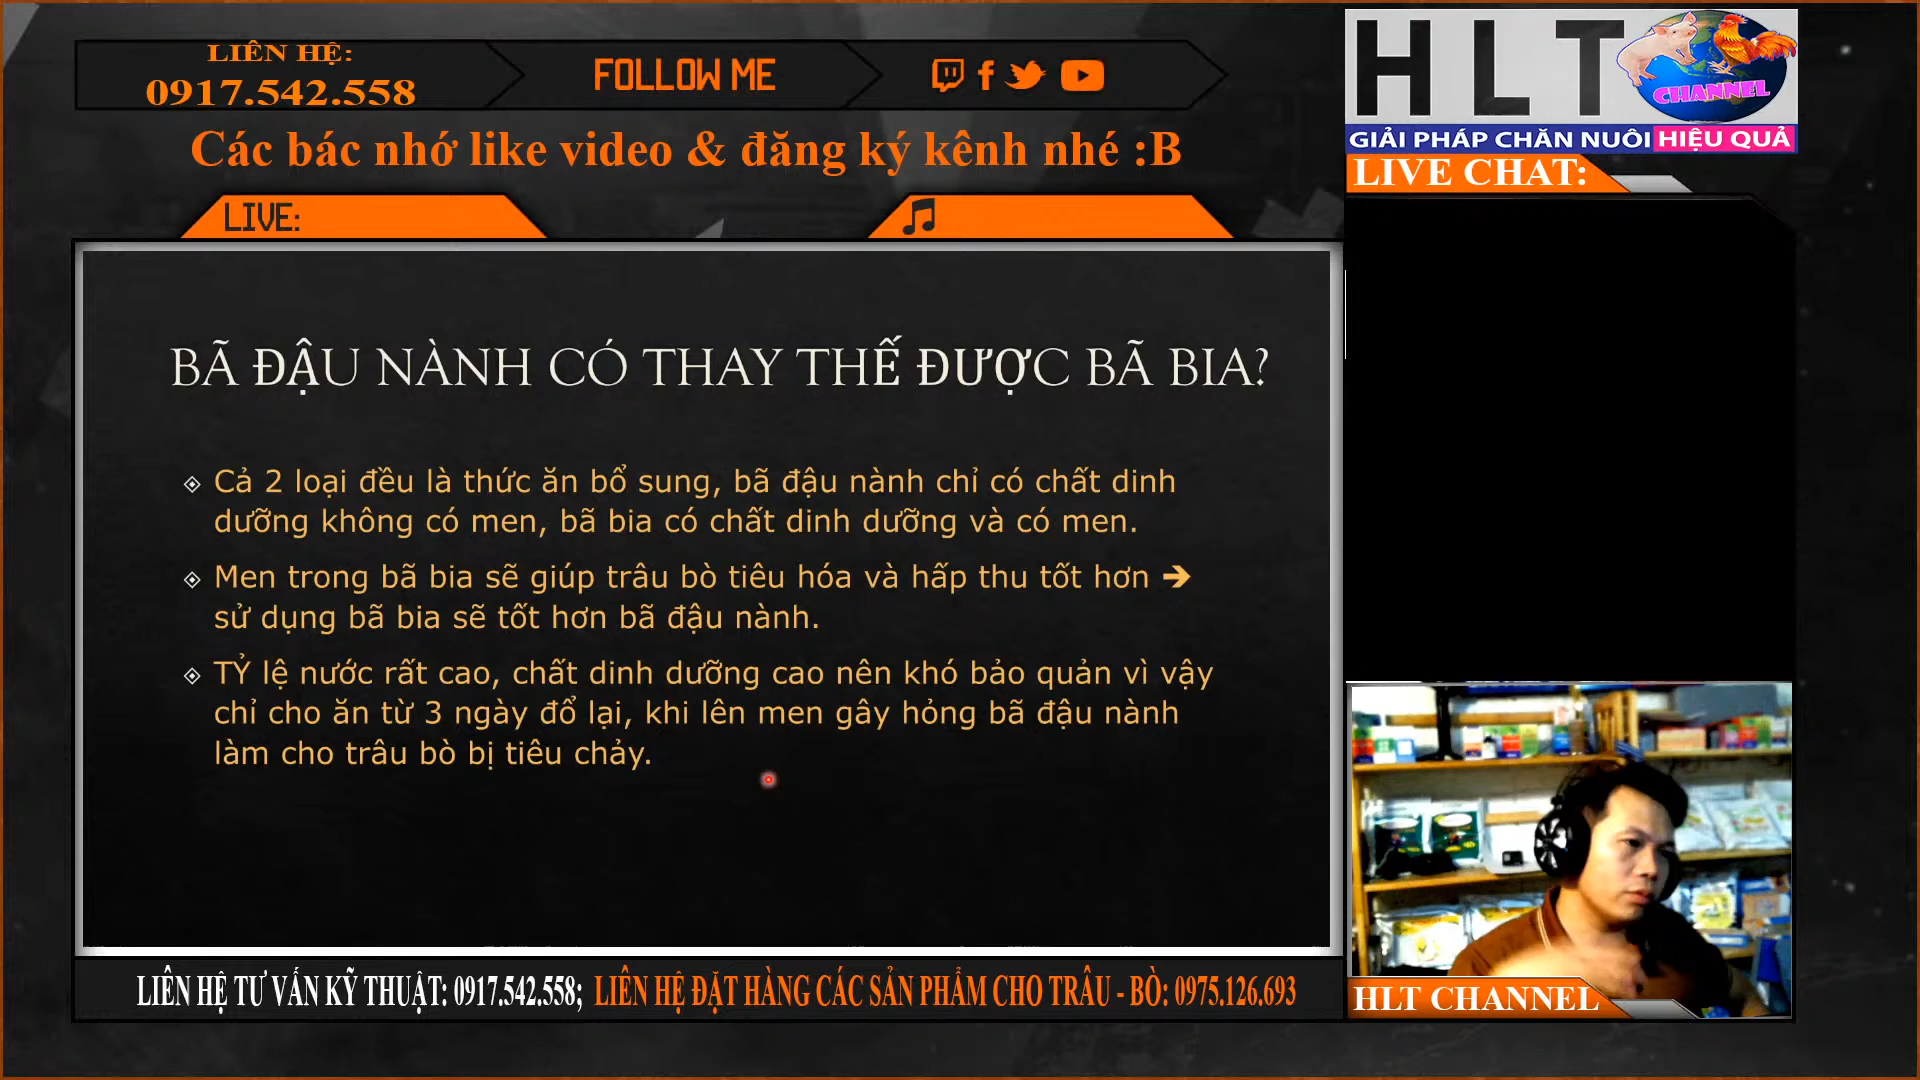 LIÊN HỆ:
0917.542.558
FOLLOW ME
Các bác nhớ like video & đăng ký kênh nhé :B
HLT
CHANNEL
GIẢI PHÁP CHĂN NUÔI HIỆU QUẢ
LIVE CHAT:
LIVE:
BÃ ĐẬU NÀNH CÓ THAY THẾ ĐƯỢC BÃ BIA?
Cả 2 loại đều là thức ăn bổ sung, bã đậu nành chỉ có chất dinh
dưỡng không có men, bã bia có chất dinh dưỡng và có men.
Men trong bã bia sẽ giúp trâu bò tiêu hóa và hấp thu tốt hơn ➔
sử dụng bã bia sẽ tốt hơn bã đậu nành.
TỶ lệ nước rất cao, chất dinh dưỡng cao nên khó bảo quản vì vậy
chỉ cho ăn từ 3 ngày đổ lại, khi lên men gây hỏng bã đậu nành
làm cho trâu bò bị tiêu chảy.
LIÊN HỆ TƯ VẤN KỸ THUẬT: 0917.542.558; LIÊN HỆ ĐẶT HÀNG CÁC SẢN PHẨM CHO TRÂU - BÒ: 0975.126.693
HLT CHANNEL